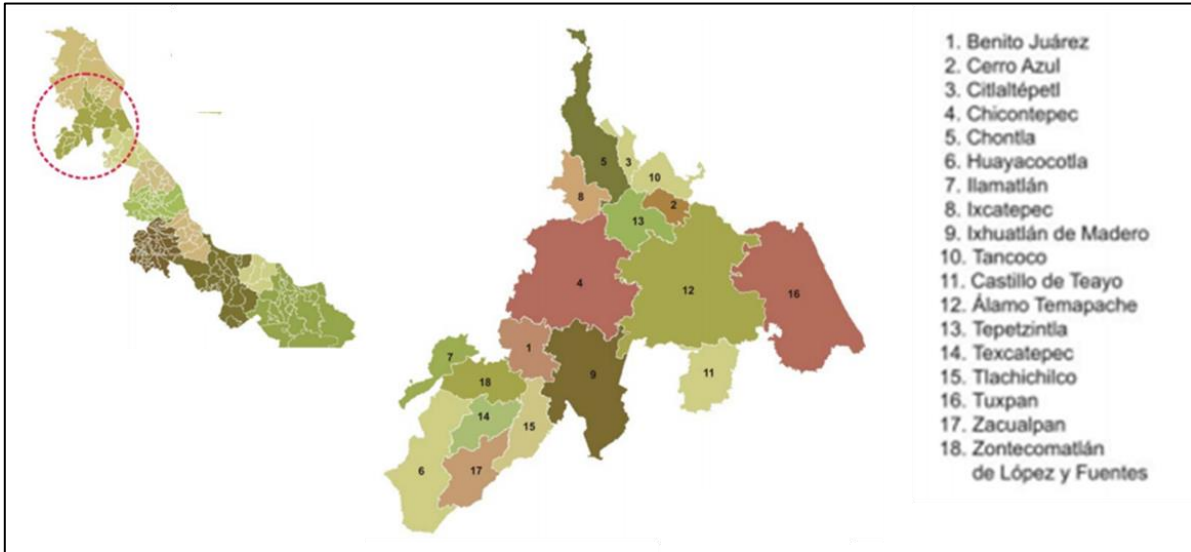 1. Benito Juárez
2. Cerro Azul
3. Citlaltépetl
4. Chicontepec
5. Chontla
6. Huayacocotla
7. Ilamatlán
8. Ixcatepec
9. Ixhuatlán de Madero
10. Tancoco
11. Castillo de Teayo
12. Álamo Temapache
13. Tepetzintla
14. Texcatepec
15. Tlachichilco
16. Tuxpan
17. Zacualpan
18. Zontecomatlán
de López y Fuentes
5
3
10
8
2
13
4
12
16
1
7
9
11
18
14
15
6
17